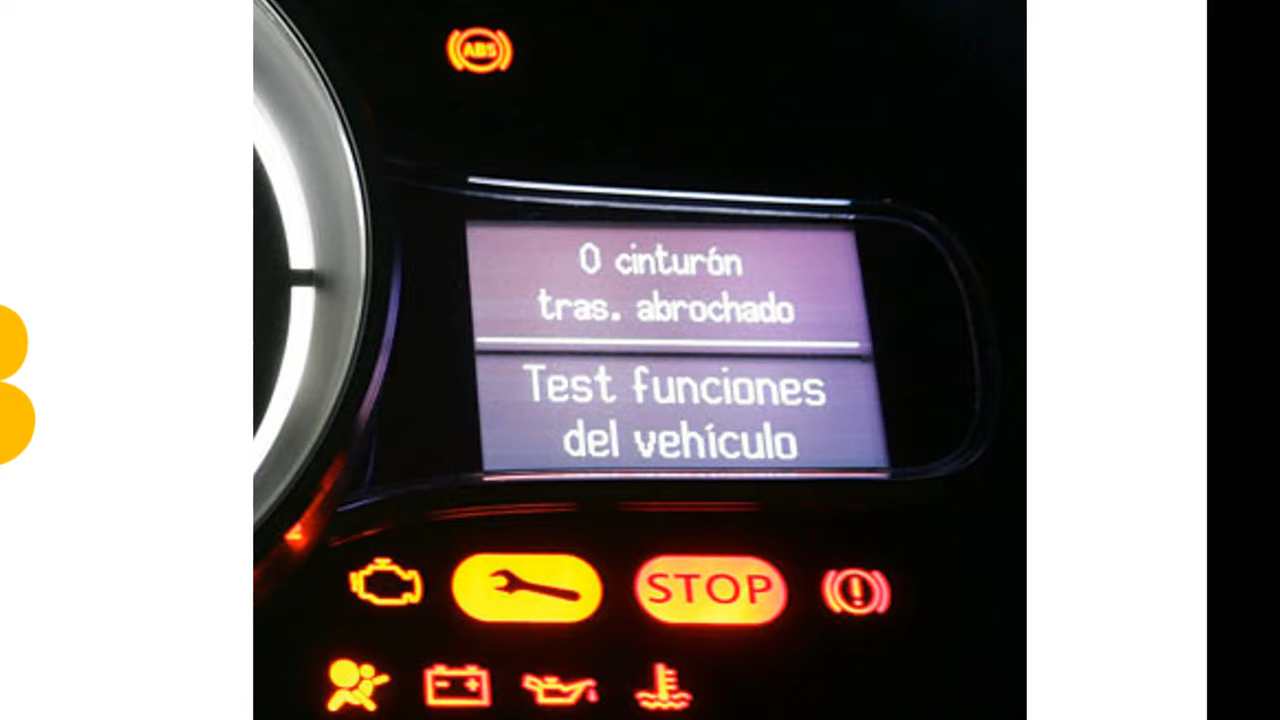 ABS
0 cinturón
tras. abrochado
Test funciones
del vehículo
STOP